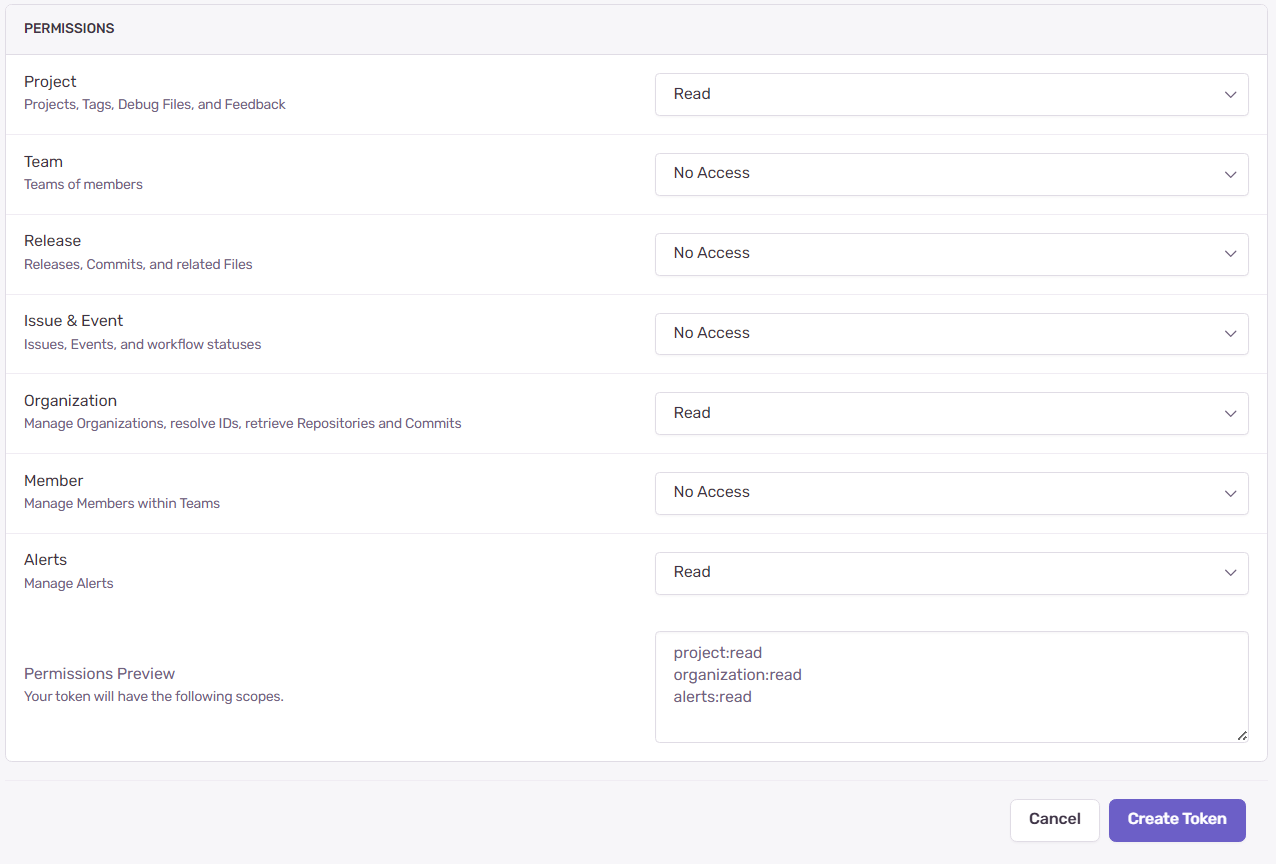 PERMISSIONS
Project
Projects, Tags, Debug Files, and Feedback
Read
Team
Teams of members
No Access
Release
Releases, Commits, and related Files
No Access
Issue & Event
Issues, Events, and workflow statuses
No Access
Organization
Manage Organizations, resolve IDs, retrieve Repositories and Commits
Read
Member
Manage Members within Teams
No Access
Alerts
Manage Alerts
Read
Permissions Preview
Your token will have the following scopes.
project:read
organization:read
alerts:read
Cancel
Create Token